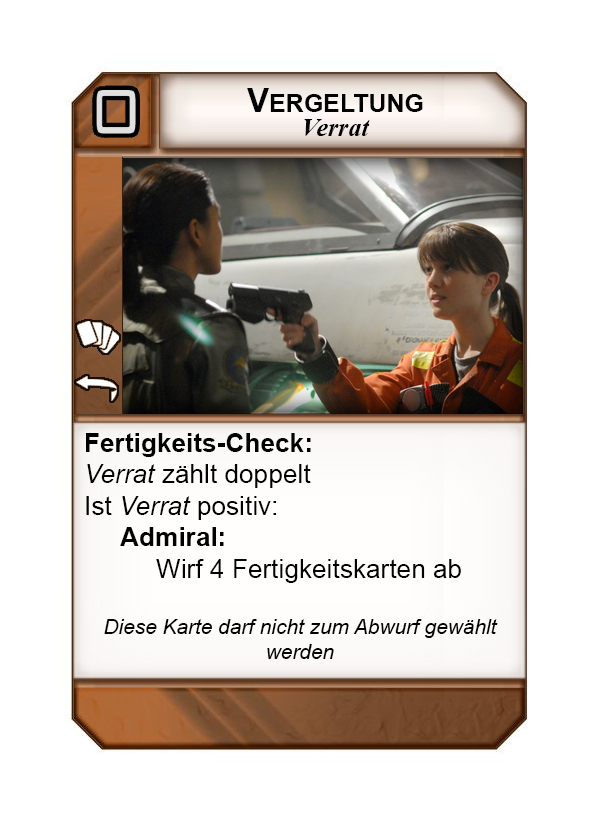 0
VERGELTUNG
Verrat
Fertigkeits-Check:
Verrat zählt doppelt
Ist Verrat positiv:
Admiral:
Wirf 4 Fertigkeitskarten ab
Diese Karte darf nicht zum Abwurf gewählt
werden